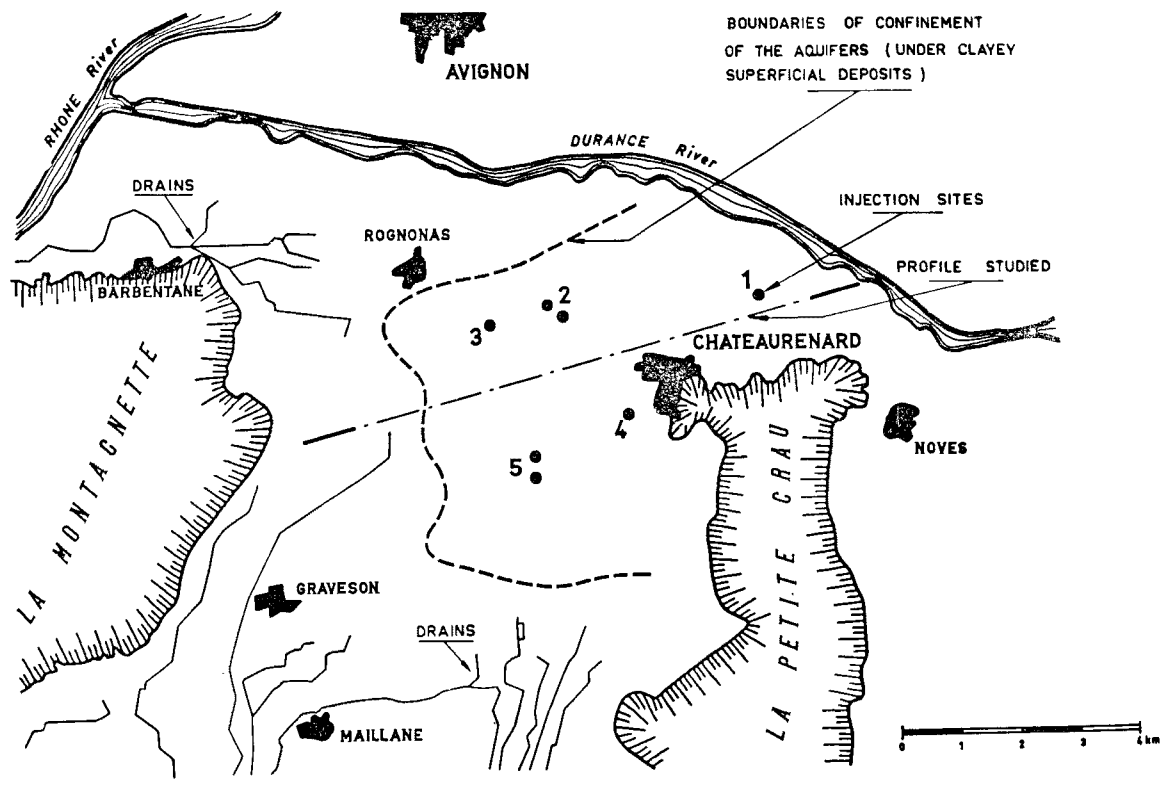 BOUNDARIES OF CONFINEMENT
OF THE AQUIFERS (UNDER CLAYEY
SUPERFICIAL DEPOSITS)
RHONE River
AVIGNON
DURANCE River
DRAINS
INJECTION SITES
ROGNONAS
PROFILE STUDIED
BARBENTANE
1
2
3
CHATEAURENARD
4
NOVES
5
LA MONTAGNETTE
LA PETITE CRAU
GRAVESON
DRAINS
MAILLANE
0 1 2 3 4 km